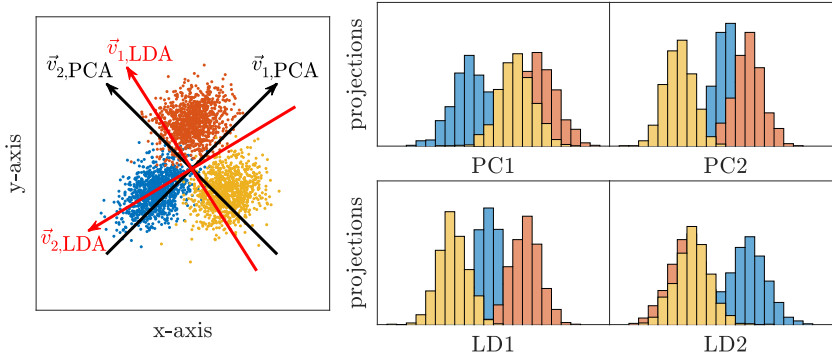 v⃗1,LDA
v⃗2,PCA
v⃗1,PCA
v⃗2,LDA
y-axis
x-axis
projections
PC1
PC2
projections
LD1
LD2